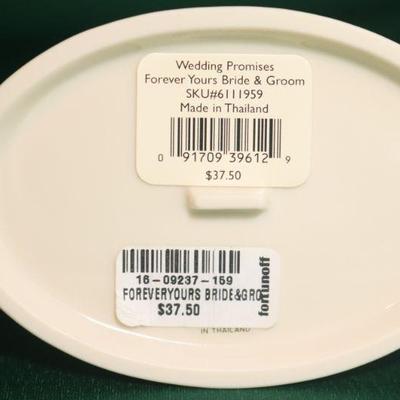 Wedding Promises
Forever Yours Bride & Groom
SKU#6111959
Made in Thailand
0 91709 39612 9
$37.50
16-09237-159
FOREVERYOURS BRIDE&GRO
$37.50
fortunoff
IN THAILAND